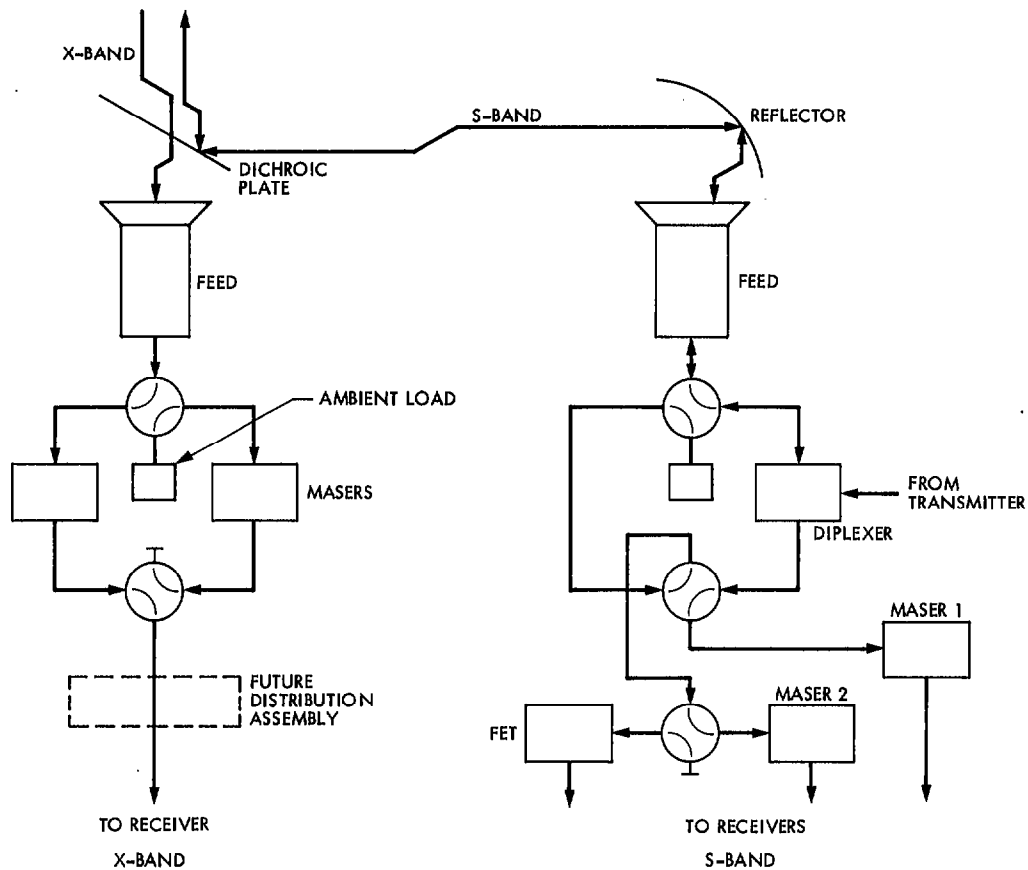 X-BAND
S-BAND
REFLECTOR
DICHROIC
PLATE
FEED
FEED
AMBIENT LOAD
MASERS
FROM
TRANSMITTER
DIPLEXER
MASER 1
FUTURE
DISTRIBUTION
ASSEMBLY
MASER 2
FET
TO RECEIVER
X-BAND
TO RECEIVERS
S-BAND